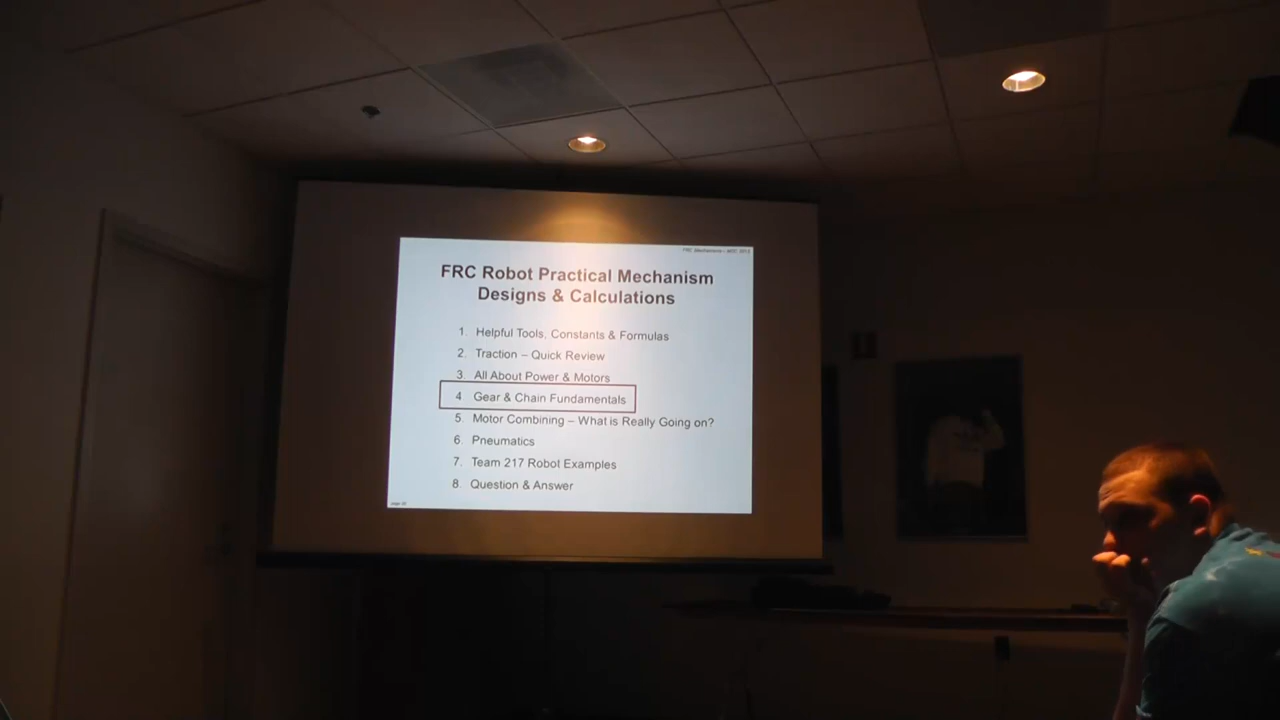 FRC Robot Practical Mechanism
Designs & Calculations
1. Helpful Tools, Constants & Formulas
2. Traction – Quick Review
3. All About Power & Motors
4 Gear & Chain Fundamentals
5. Motor Combining – What is Really Going on?
6. Pneumatics
7. Team 217 Robot Examples
8. Question & Answer